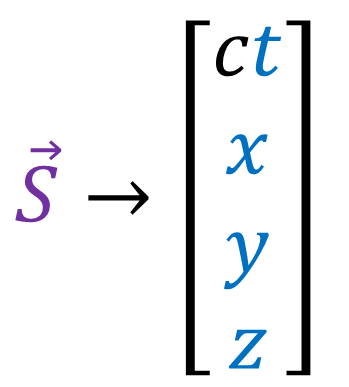 S⃗ → [ct
x
y
z]